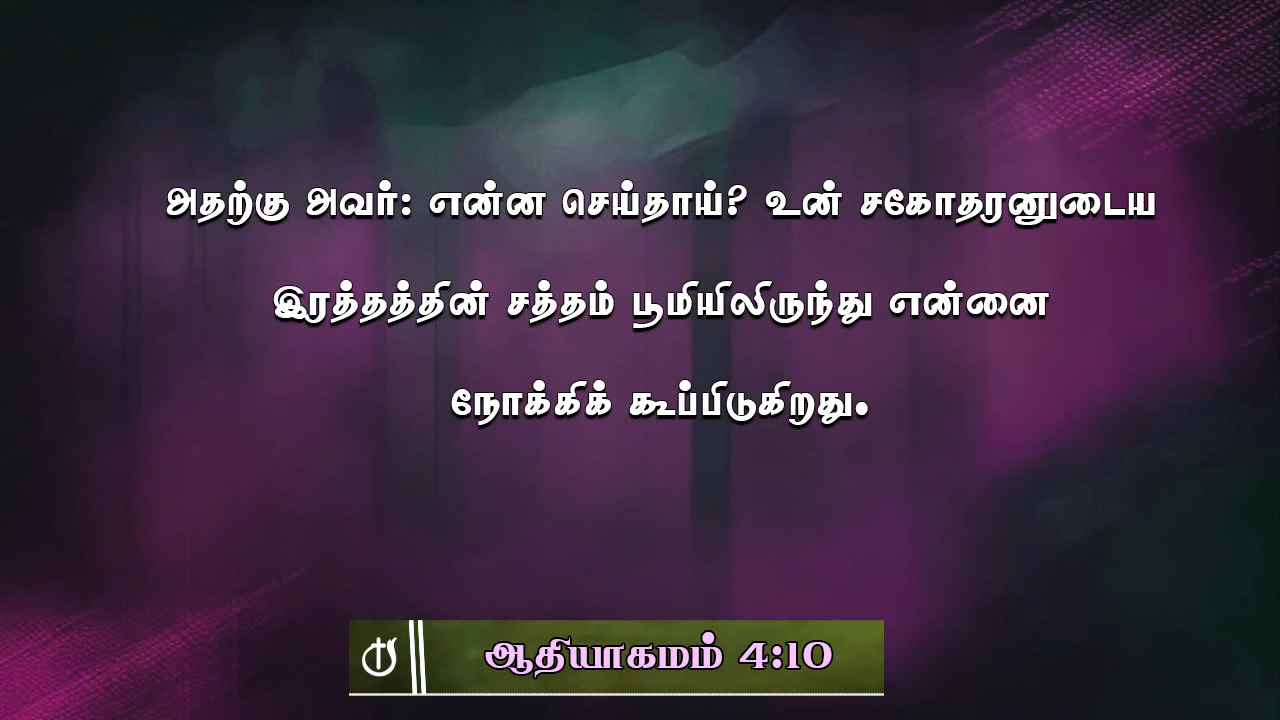 அதற்கு அவர்: என்ன செய்தாய்? உன் சகோதரனுடைய
இரத்தத்தின் சத்தம் பூமியிலிருந்து என்னை
நோக்கிக் கூப்பிடுகிறது.
ஆதியாகமம் 4:10